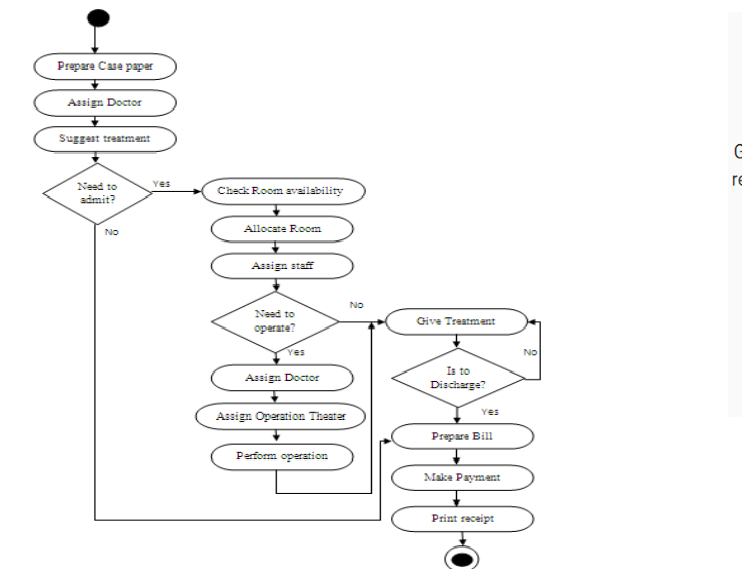 Prepare Case paper
Assign Doctor
Suggest treatment
Need to
admit?
Yes
No
Check Room availability
Allocate Room
Assign staff
Need to
operate?
No
Yes
Assign Doctor
Assign Operation Theater
Perform operation
Give Treatment
Is to
Discharge?
No
Yes
Prepare Bill
Make Payment
Print receipt
G
re